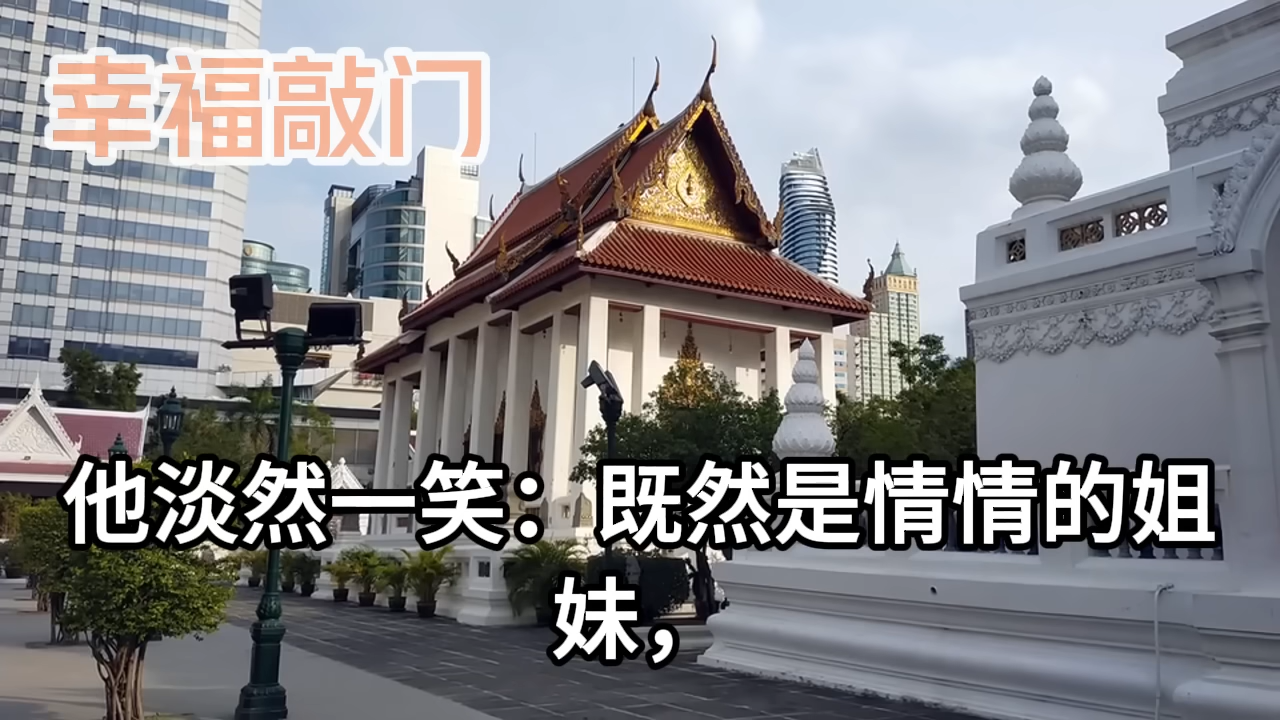 幸福敲门
他淡然一笑：既然是情情的姐
妹，